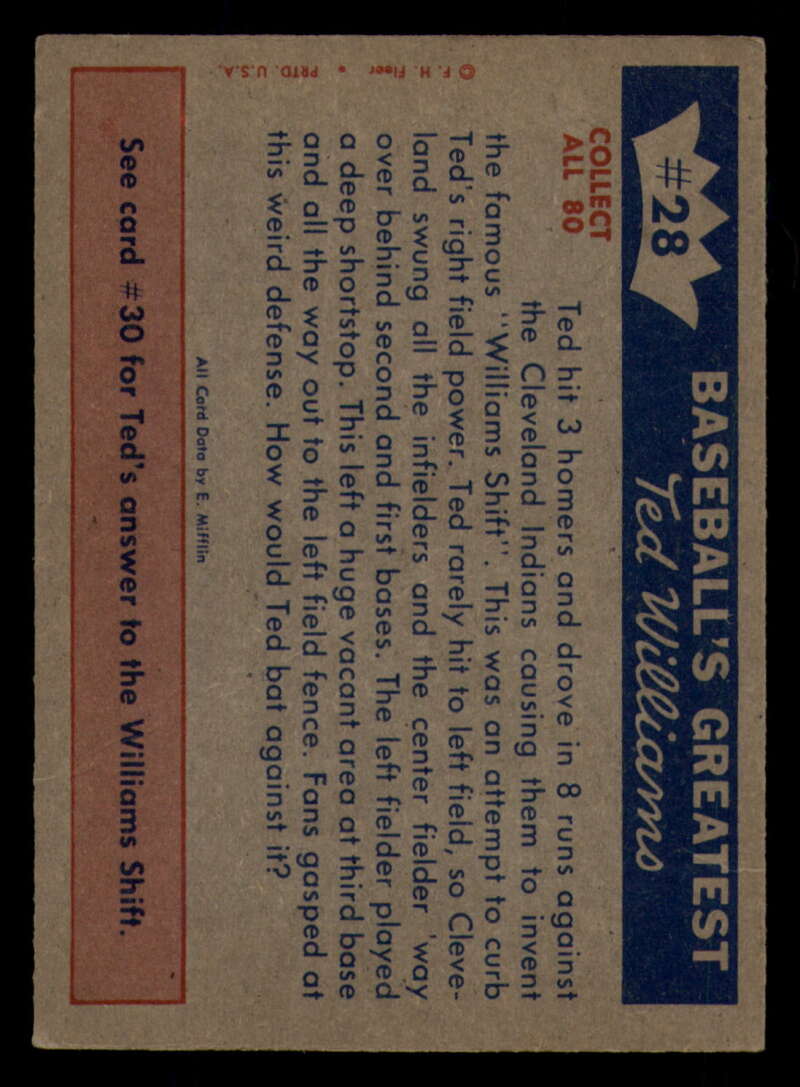 #28
BASEBALL'S GREATEST
Ted Williams
COLLECT
ALL 80
Ted hit 3 homers and drove in 8 runs against
the Cleveland Indians causing them to invent
the famous "Williams Shift". This was an attempt to curb
Ted's right field power. Ted rarely hit to left field, so Cleve-
land swung all the infielders and the center fielder 'way
over behind second and first bases. The left fielder played
a deep shortstop. This left a huge vacant area at third base
and all the way out to the left field fence. Fans gasped at
this weird defense. How would Ted bat against it?
All Card Data by E. Mifflin
See card #30 for Ted's answer to the Williams Shift.
© F. H. Fleer • PRTD. U.S.A.